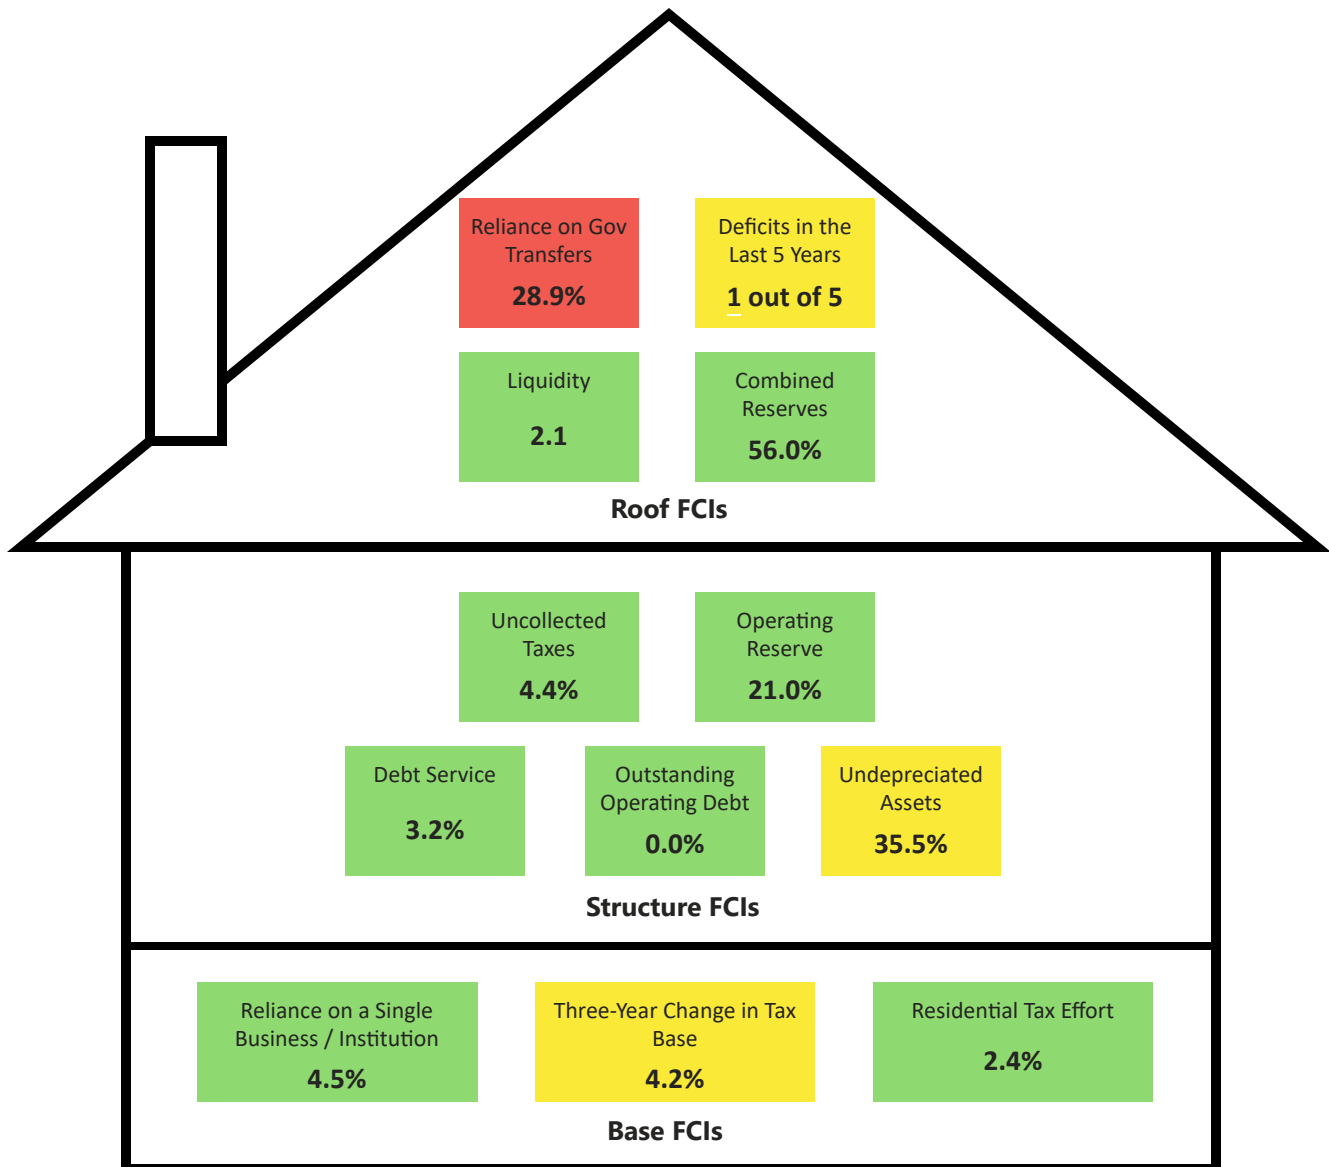 Reliance on Gov
Transfers
28.9%
Deficits in the
Last 5 Years
1 out of 5
Liquidity
2.1
Combined
Reserves
56.0%
Roof FCIs
Uncollected
Taxes
4.4%
Operating
Reserve
21.0%
Debt Service
3.2%
Outstanding
Operating Debt
0.0%
Undepreciated
Assets
35.5%
Structure FCIs
Reliance on a Single
Business / Institution
4.5%
Three-Year Change in Tax
Base
4.2%
Residential Tax Effort
2.4%
Base FCIs